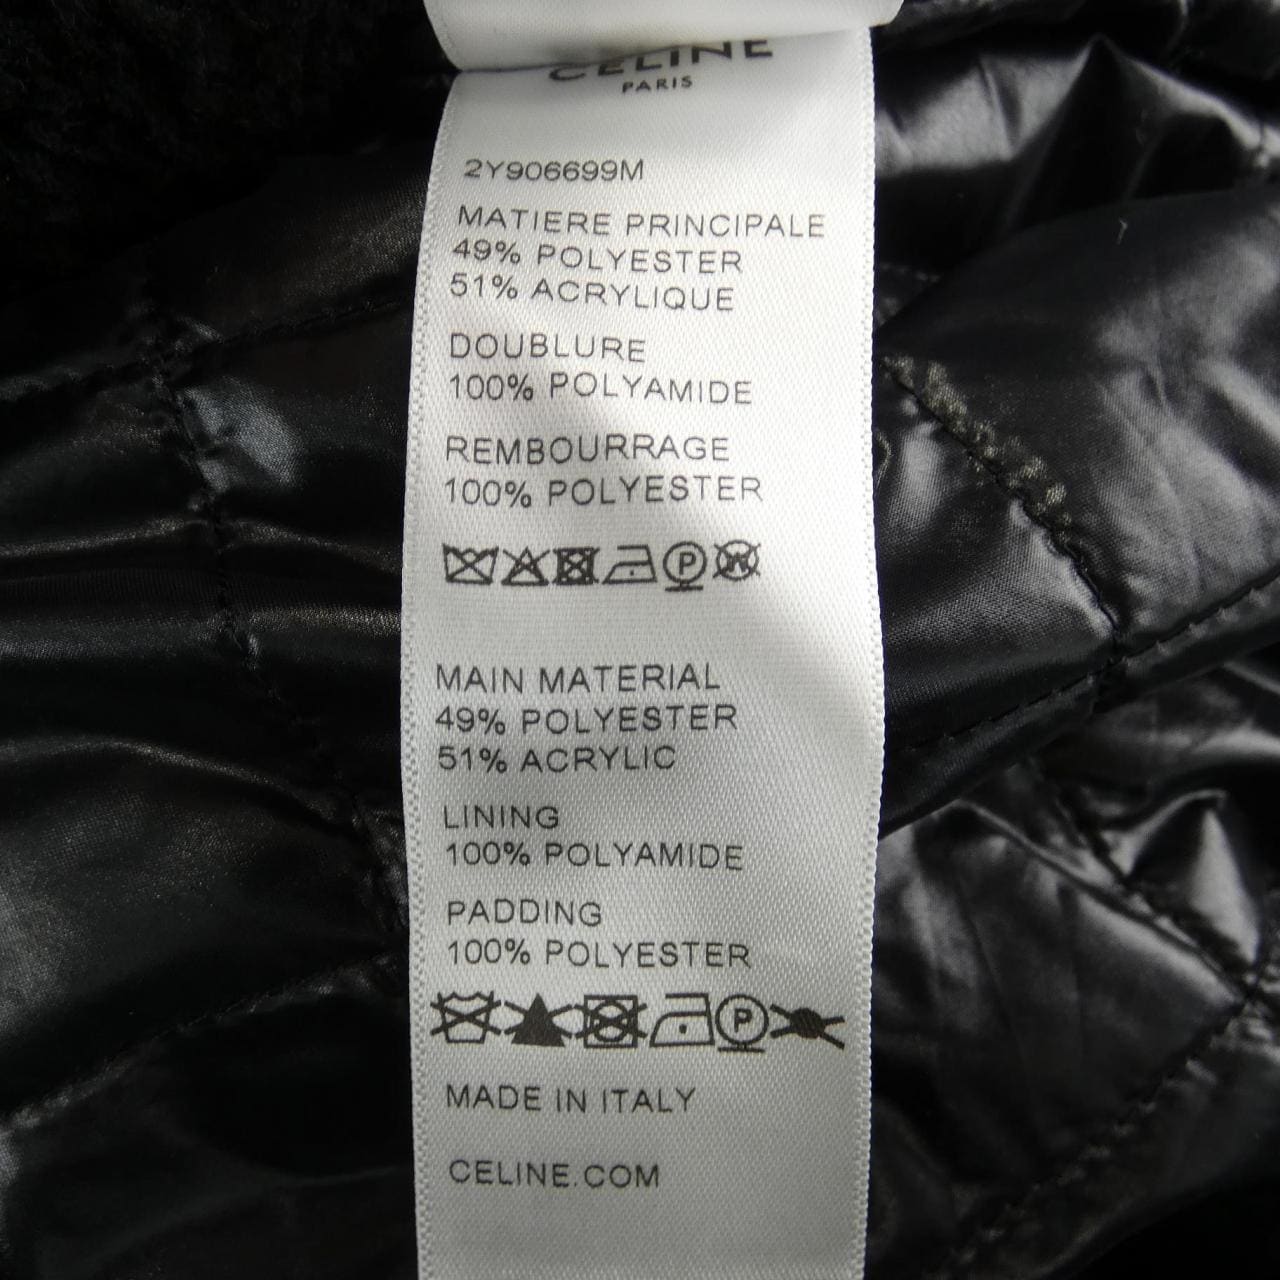 CELINE
PARIS
2Y906699M
MATIERE PRINCIPALE
49% POLYESTER
51% ACRYLIQUE
DOUBLURE
100% POLYAMIDE
REMBOURRAGE
100% POLYESTER
P W
MAIN MATERIAL
49% POLYESTER
51% ACRYLIC
LINING
100% POLYAMIDE
PADDING
100% POLYESTER
P
MADE IN ITALY
CELINE.COM